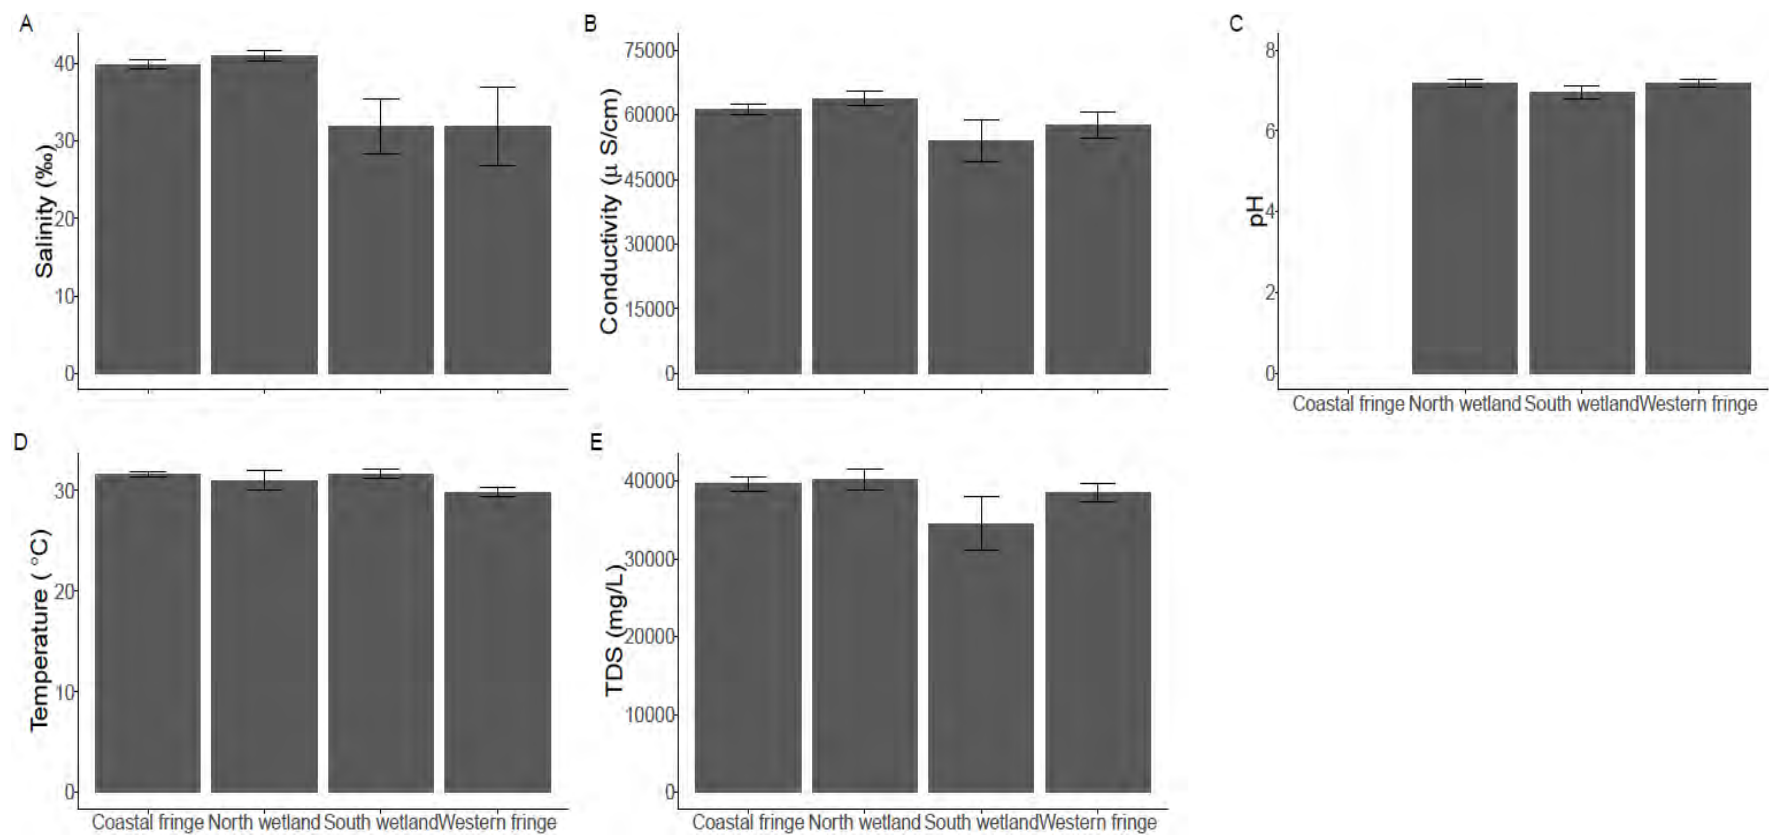 A
Salinity (‰)
40
30
20
10
0
B
Conductivity (μ S/cm)
75000
60000
45000
30000
15000
0
C
pH
8
6
4
2
0
Coastal fringe North wetland South wetland Western fringe
D
Temperature ( °C)
30
20
10
0
Coastal fringe North wetland South wetland Western fringe
E
TDS (mg/L)
40000
30000
20000
10000
0
Coastal fringe North wetland South wetland Western fringe